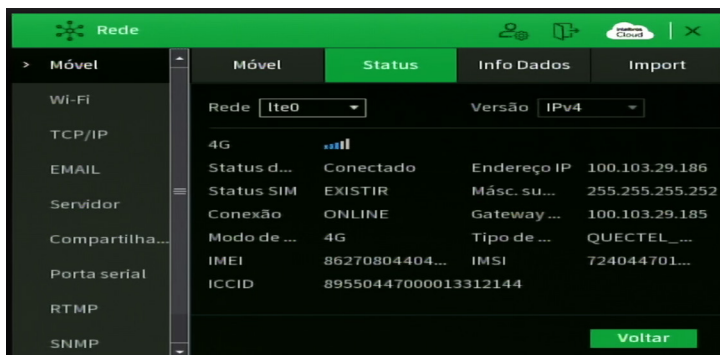 Rede
intelbras Cloud
> Móvel
Móvel Status Info Dados Import
Wi-Fi
TCP/IP
EMAIL
Servidor
Compartilha...
Porta serial
RTMP
SNMP
Rede lte0 Versão IPv4
4G
Status d... Conectado Endereço IP 100.103.29.186
Status SIM EXISTIR Másc. su... 255.255.255.252
Conexão ONLINE Gateway ... 100.103.29.185
Modo de ... 4G Tipo de ... QUECTEL_...
IMEI 86270804404... IMSI 724044701...
ICCID 89550447000013312144
Voltar